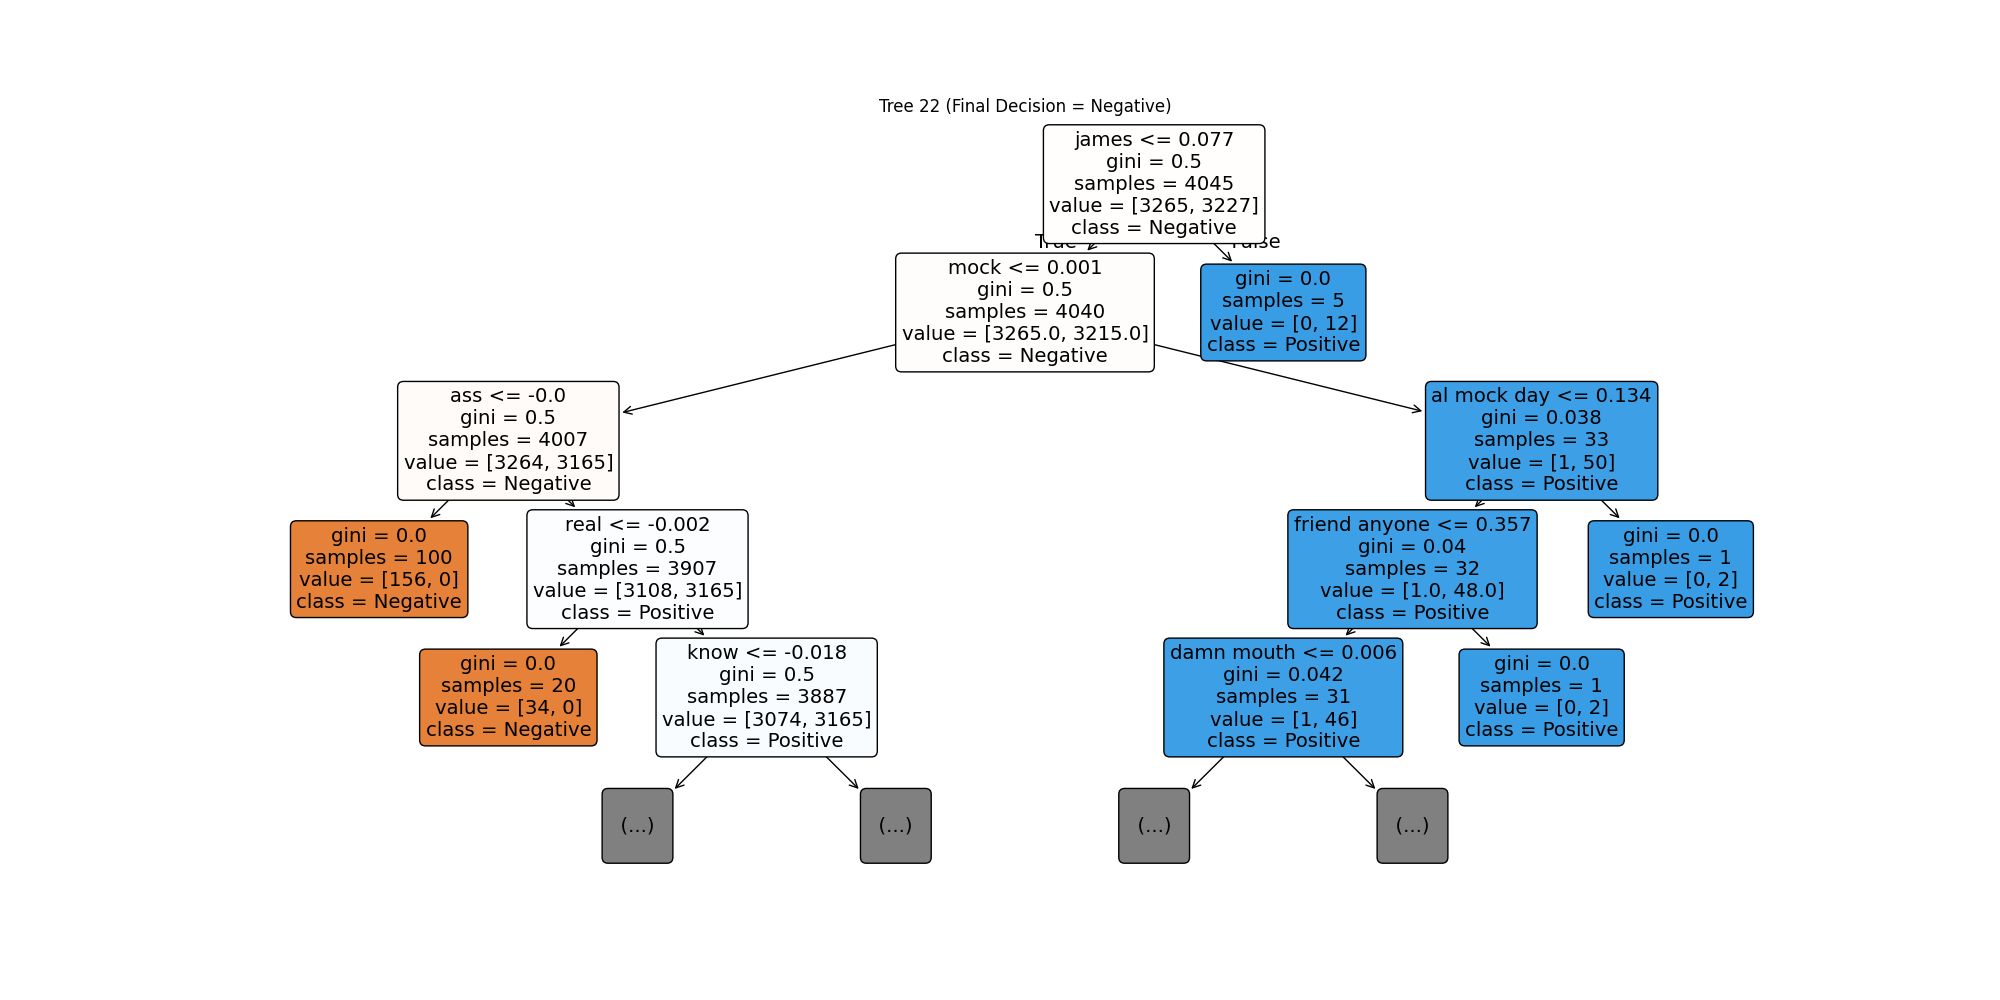 Tree 22 (Final Decision = Negative)
james <= 0.077
gini = 0.5
samples = 4045
value = [3265, 3227]
class = Negative
True
False
mock <= 0.001
gini = 0.5
samples = 4040
value = [3265.0, 3215.0]
class = Negative
gini = 0.0
samples = 5
value = [0, 12]
class = Positive
ass <= -0.0
gini = 0.5
samples = 4007
value = [3264, 3165]
class = Negative
al mock day <= 0.134
gini = 0.038
samples = 33
value = [1, 50]
class = Positive
gini = 0.0
samples = 100
value = [156, 0]
class = Negative
real <= -0.002
gini = 0.5
samples = 3907
value = [3108, 3165]
class = Positive
friend anyone <= 0.357
gini = 0.04
samples = 32
value = [1.0, 48.0]
class = Positive
gini = 0.0
samples = 1
value = [0, 2]
class = Positive
gini = 0.0
samples = 20
value = [34, 0]
class = Negative
know <= -0.018
gini = 0.5
samples = 3887
value = [3074, 3165]
class = Positive
damn mouth <= 0.006
gini = 0.042
samples = 31
value = [1, 46]
class = Positive
gini = 0.0
samples = 1
value = [0, 2]
class = Positive
(...)
(...)
(...)
(...)